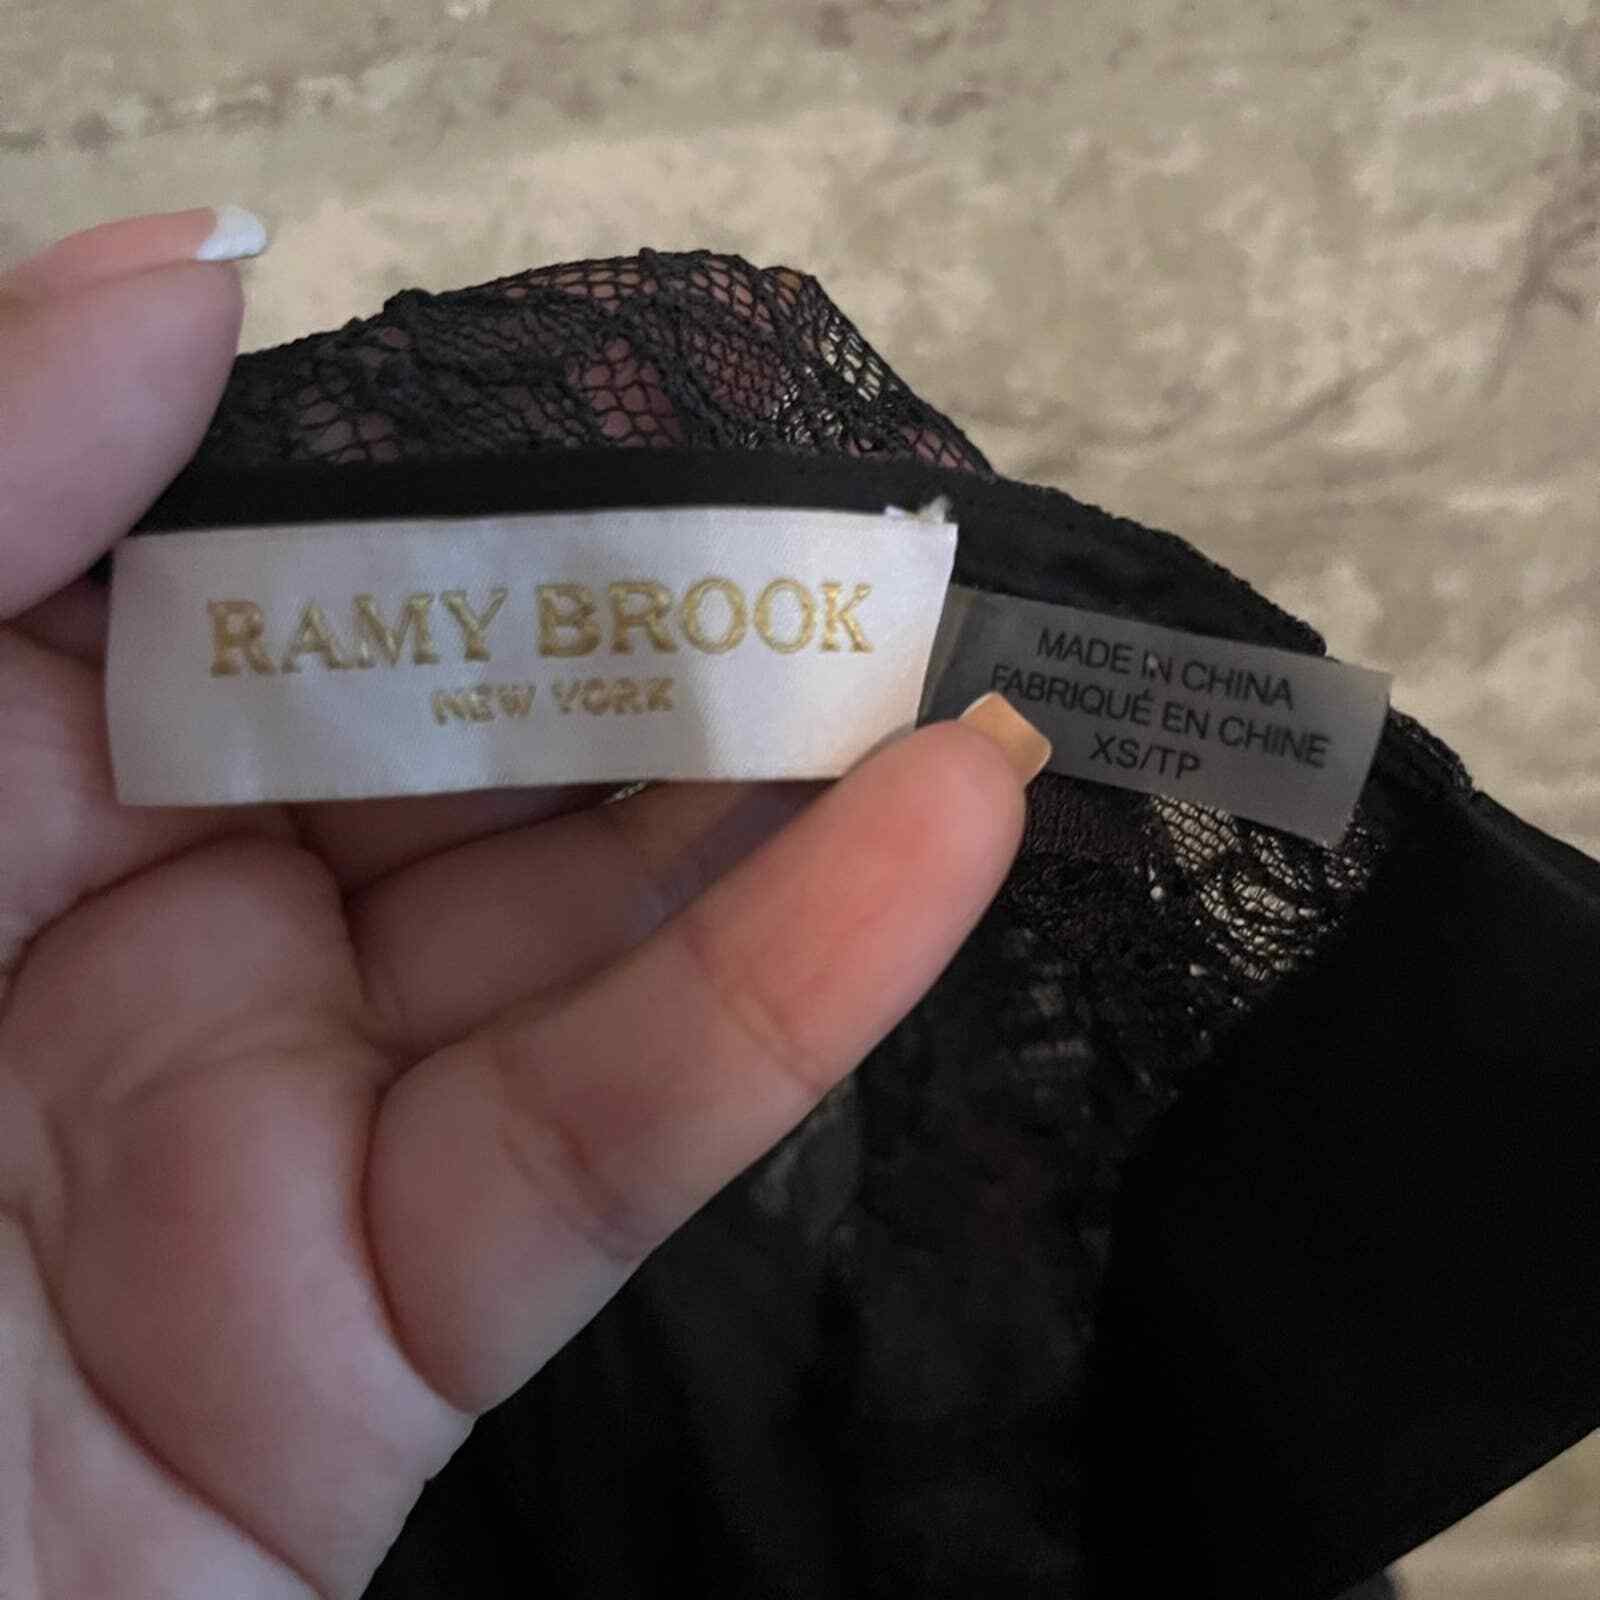 RAMY BROOK
NEW YORK
MADE IN CHINA
FABRIQUÉ EN CHINE
XS/TP